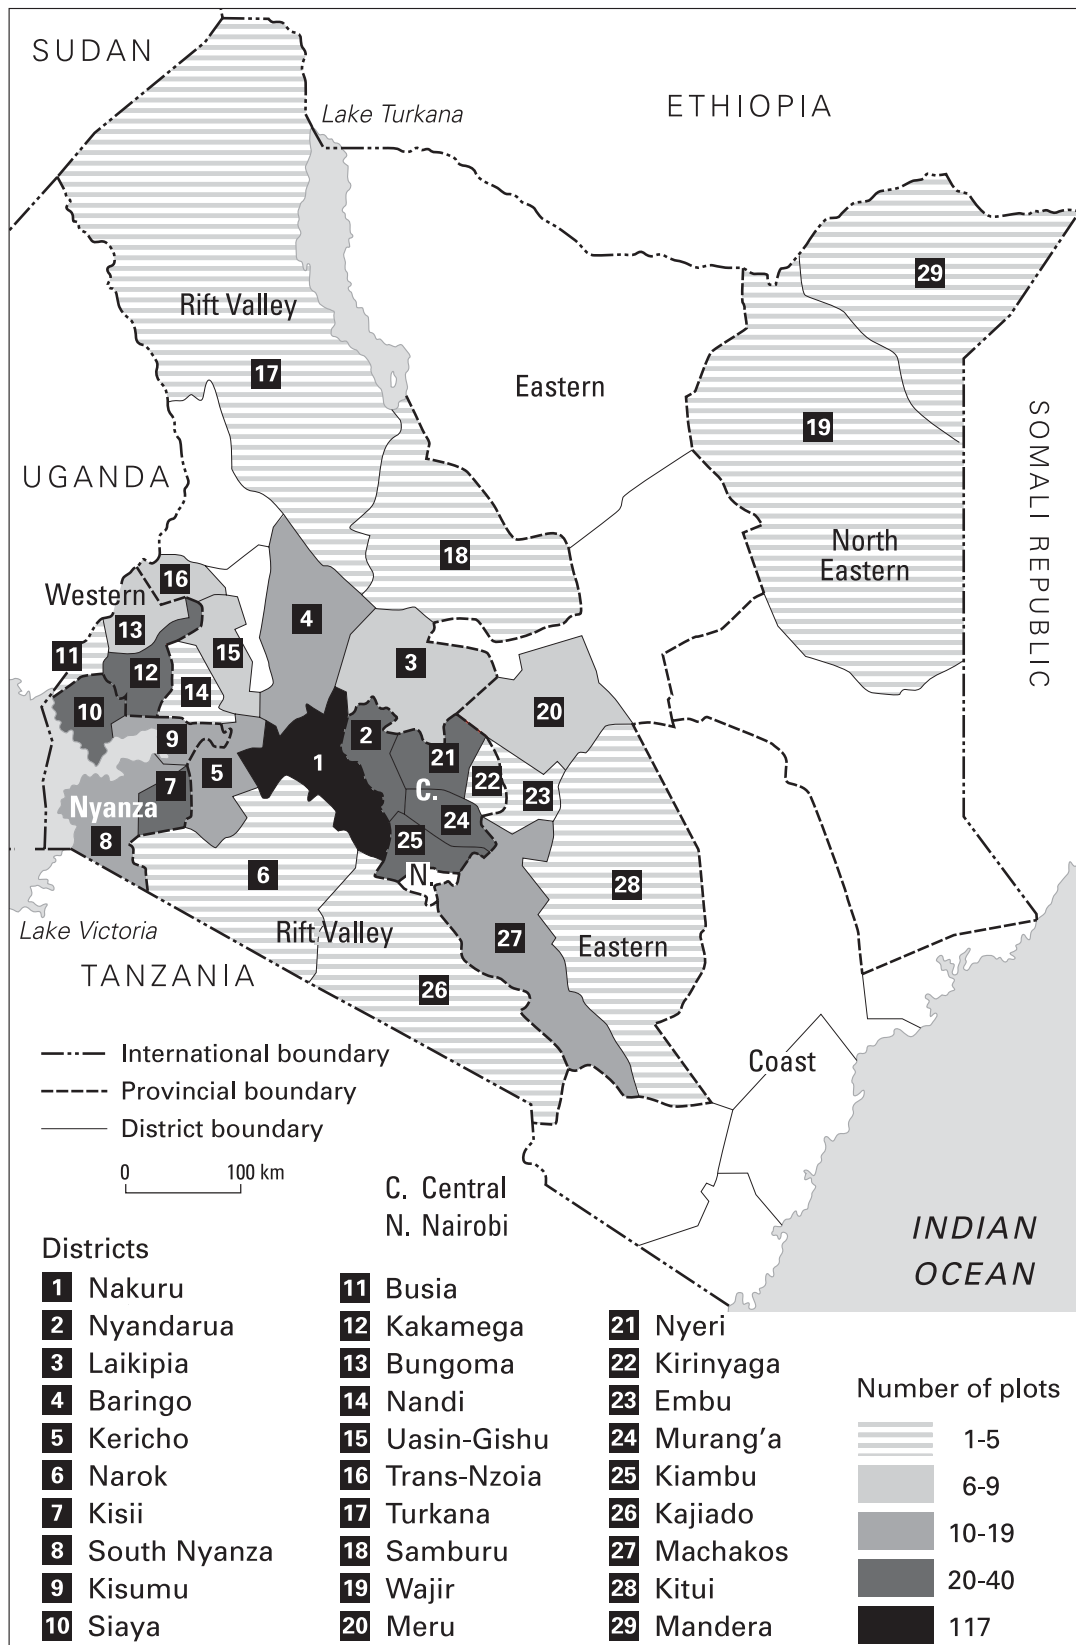 SUDAN
ETHIOPIA
Lake Turkana
29
Rift Valley
17
Eastern
19
SOMALI REPUBLIC
UGANDA
North
Eastern
18
16
Western
4
13
15
3
11
12
14
20
10
2
9
1
21
5
22
7
C.
23
Nyanza
24
25
8
N.
6
28
Lake Victoria
Rift Valley
27
Eastern
TANZANIA
26
International boundary
Coast
Provincial boundary
District boundary
0 100 km
C. Central
N. Nairobi
INDIAN
OCEAN
Districts
1 Nakuru
2 Nyandarua
3 Laikipia
4 Baringo
5 Kericho
6 Narok
7 Kisii
8 South Nyanza
9 Kisumu
10 Siaya
11 Busia
12 Kakamega
13 Bungoma
14 Nandi
15 Uasin-Gishu
16 Trans-Nzoia
17 Turkana
18 Samburu
19 Wajir
20 Meru
21 Nyeri
22 Kirinyaga
23 Embu
24 Murang'a
25 Kiambu
26 Kajiado
27 Machakos
28 Kitui
29 Mandera
Number of plots
1-5
6-9
10-19
20-40
117